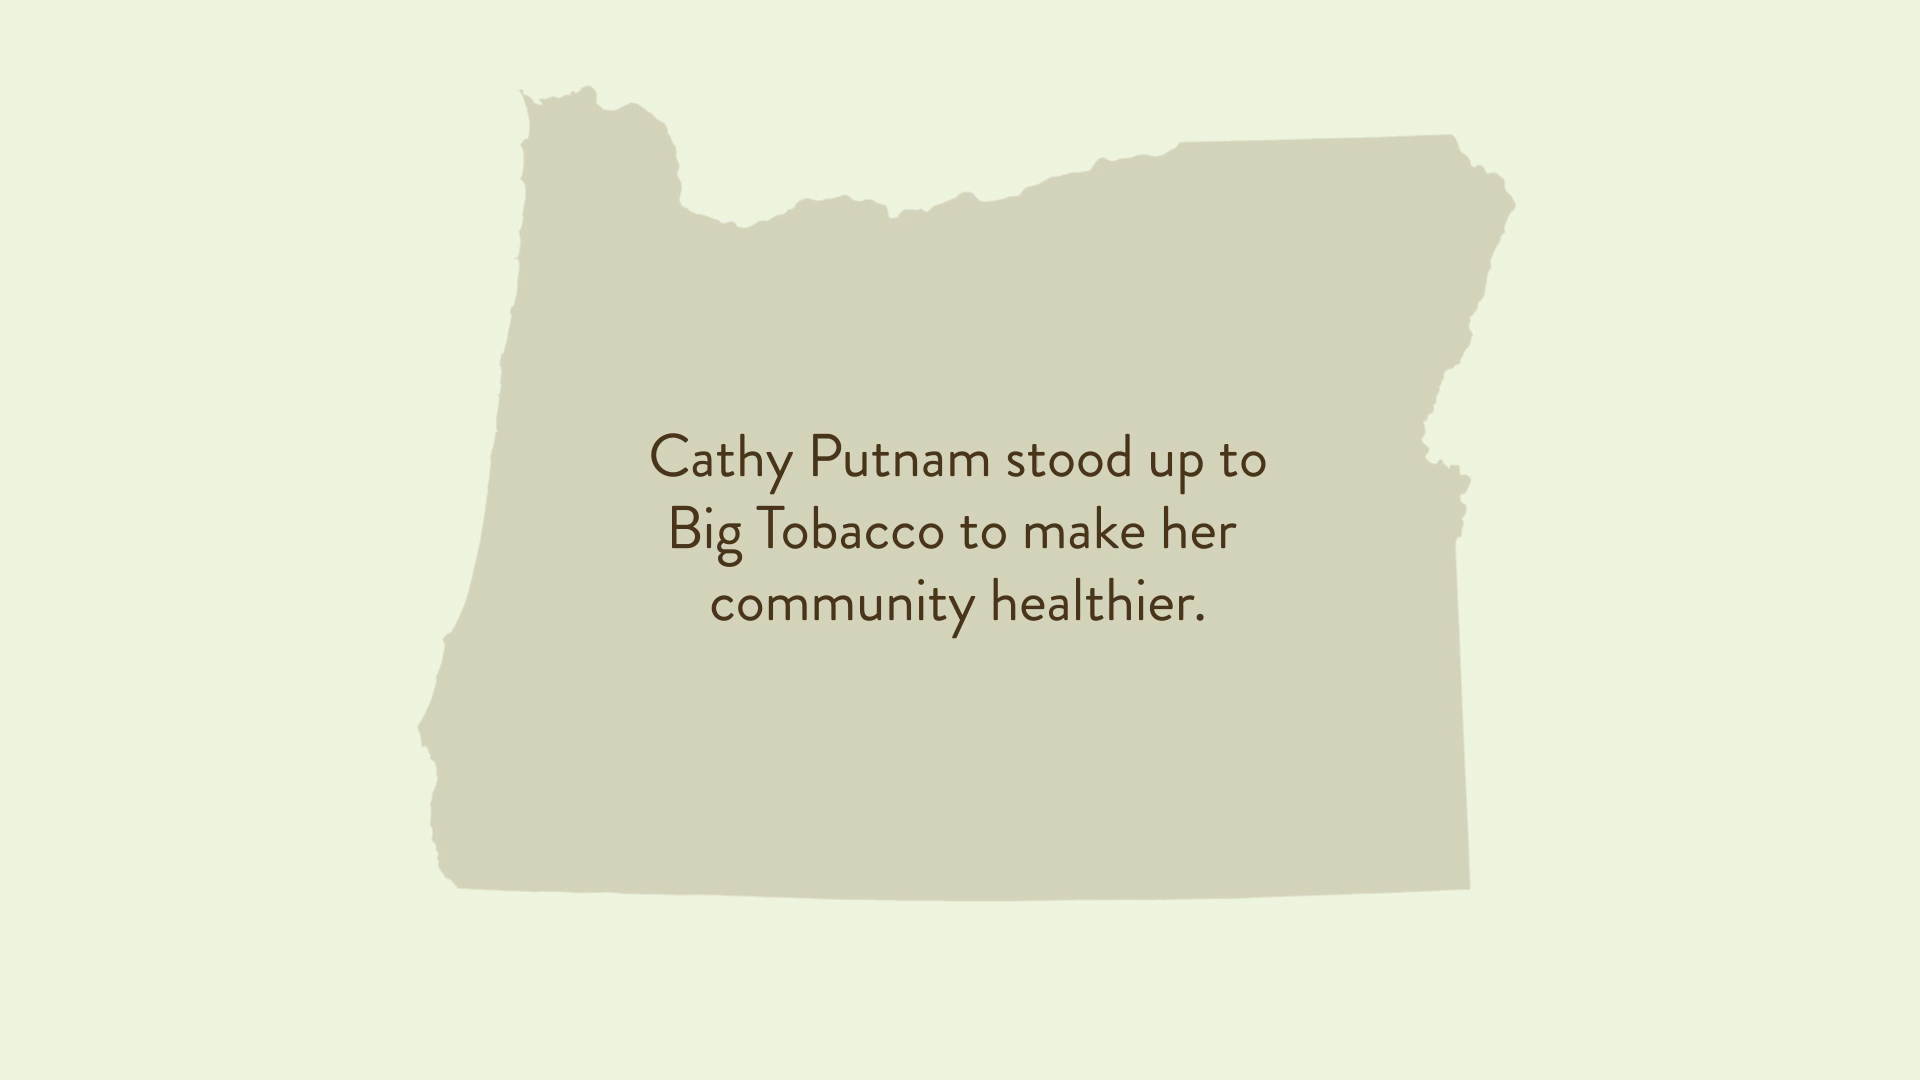 Cathy Putnam stood up to
Big Tobacco to make her
community healthier.